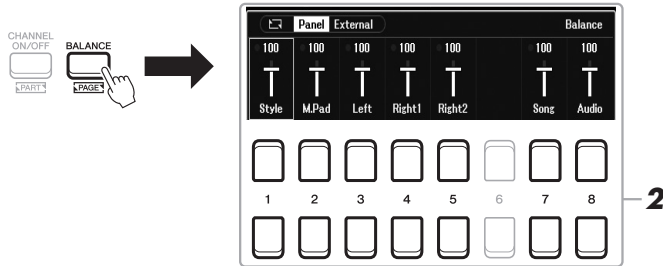 CHANNEL
ON/OFF
BALANCE
PART
PAGE
Panel External Balance
100 100 100 100 100 100 100
Style M.Pad Left Right1 Right2 Song Audio
1 2 3 4 5 6 7 8
2